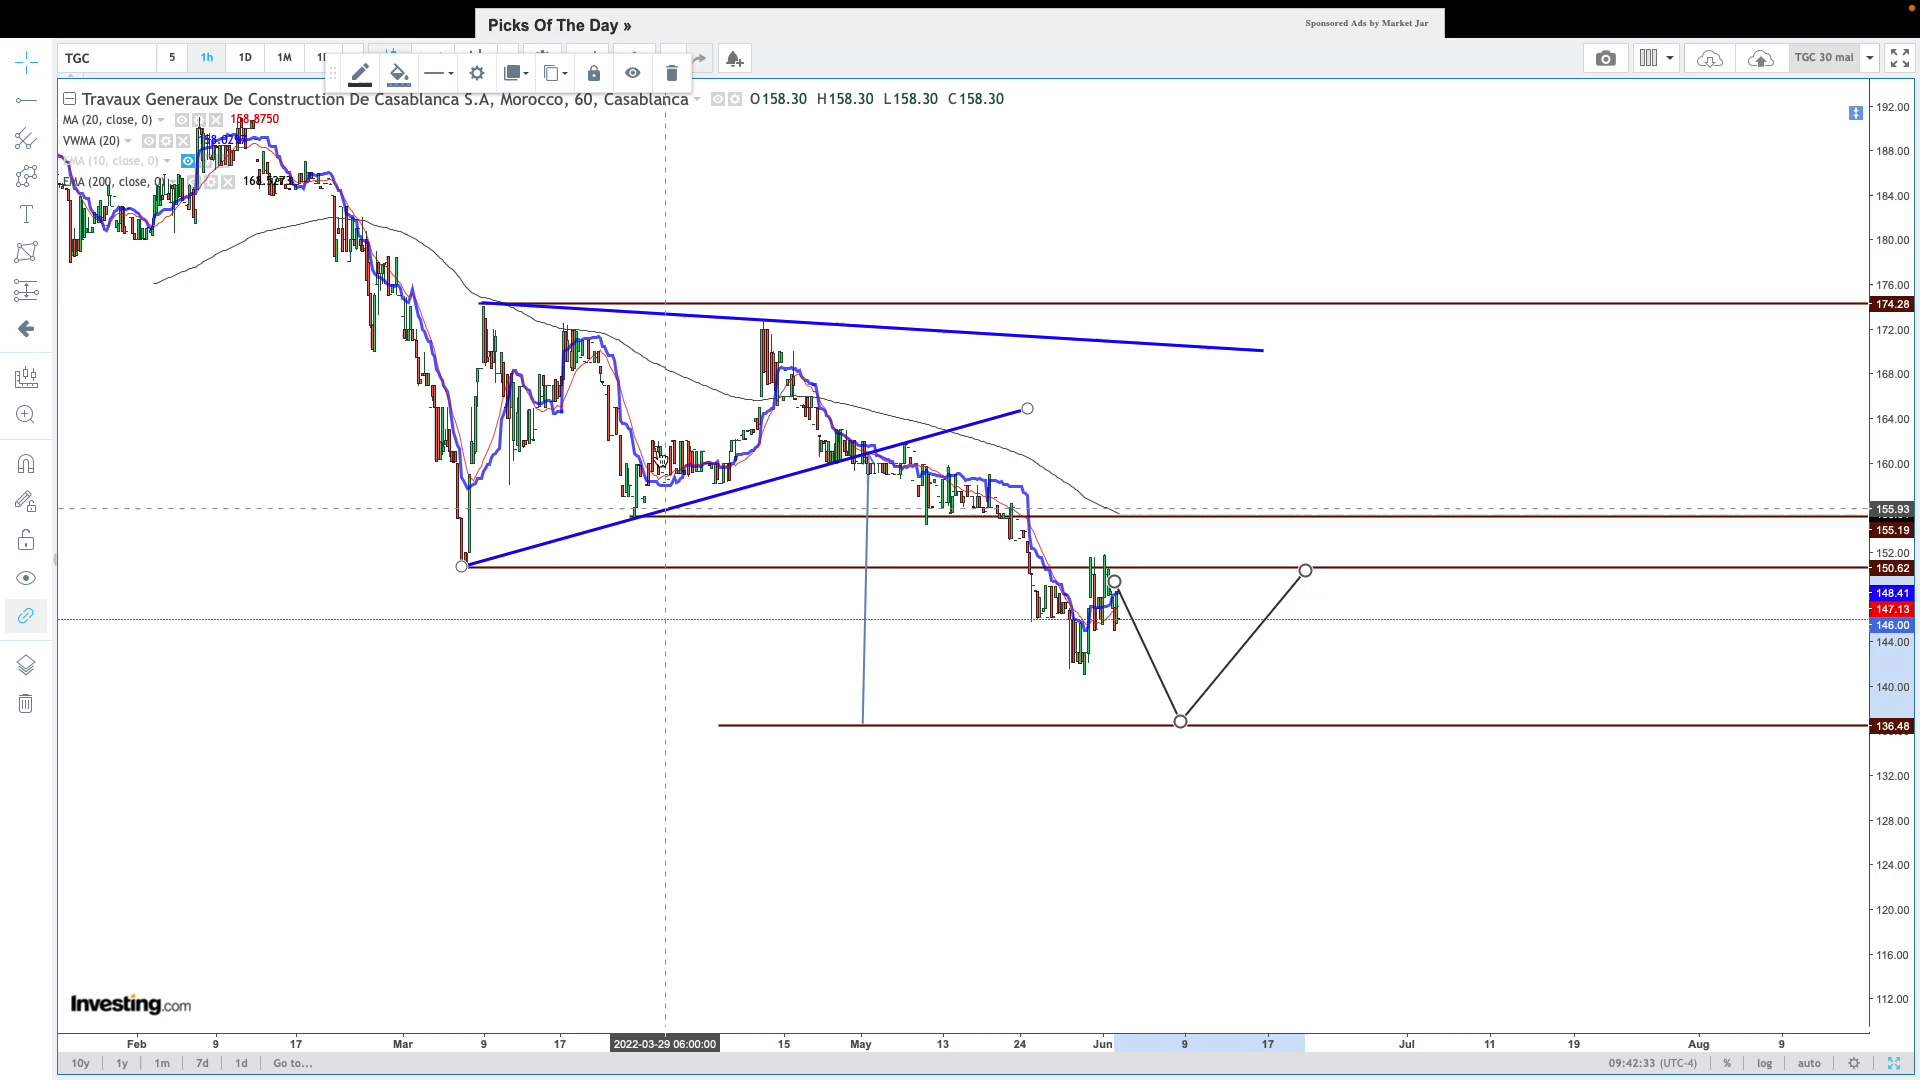 Picks Of The Day »
Sponsored Ads by Market Jar
TGC
5
1h
1D
1M
TGC 30 mai
Travaux Generaux De Construction De Casablanca S.A, Morocco, 60, Casablanca
O158.30 H158.30 L158.30 C158.30
MA (20, close, 0)
158.8750
VWMA (20)
EMA (10, close, 0)
EMA (200, close, 0)
168.5273
192.00
188.00
184.00
180.00
176.00
174.28
172.00
168.00
164.00
160.00
155.93
155.19
152.00
150.62
148.41
147.13
146.00
144.00
140.00
136.48
132.00
128.00
124.00
120.00
116.00
112.00
Investing.com
Feb
9
17
Mar
9
17
2022-03-29 06:00:00
15
May
13
24
Jun
9
17
Jul
11
19
Aug
9
10y
1y
1m
7d
1d
Go to...
09:42:33 (UTC-4)
%
log
auto